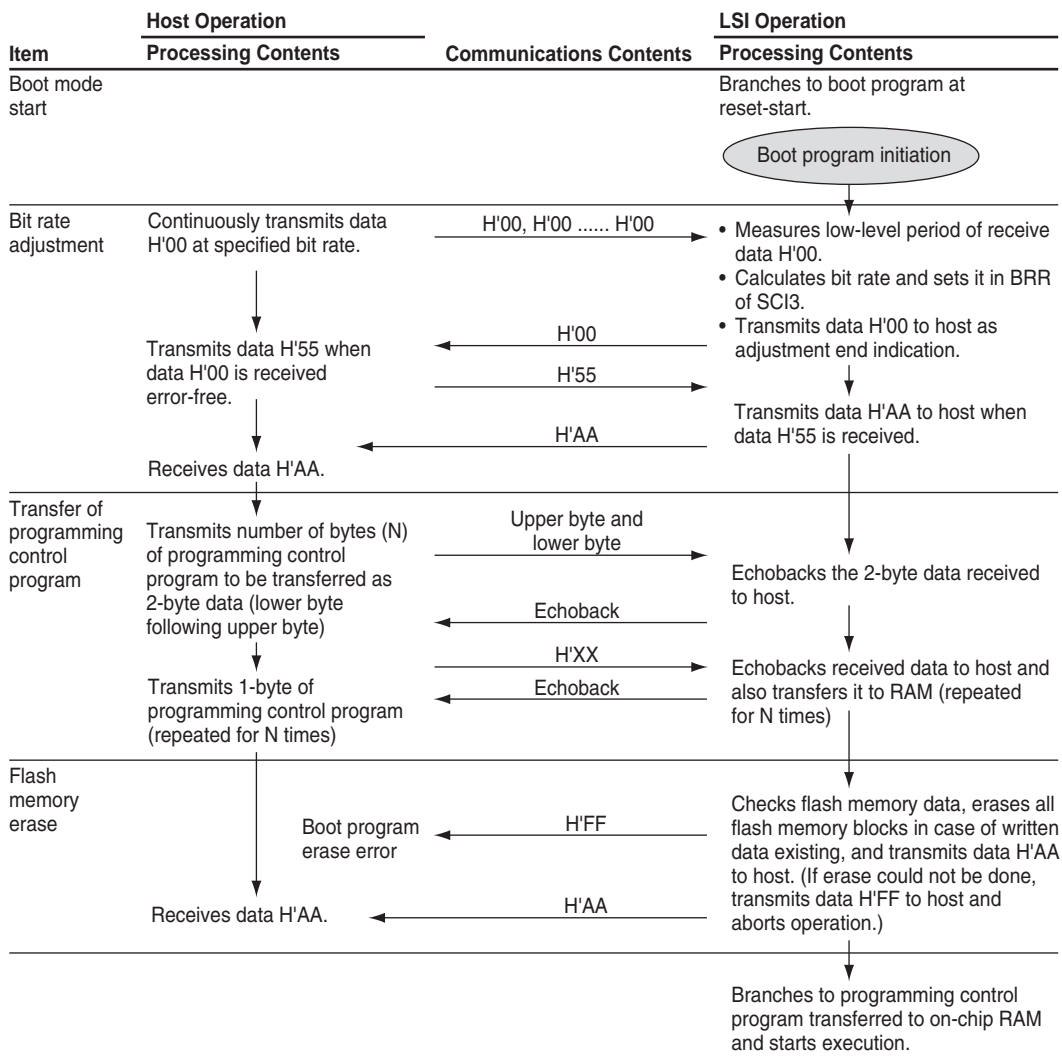 Host Operation
LSI Operation
Item
Processing Contents
Communications Contents
Processing Contents
Boot mode
start
Branches to boot program at
reset-start.
Boot program initiation
Bit rate
adjustment
Continuously transmits data
H'00 at specified bit rate.
H'00, H'00 ...... H'00
• Measures low-level period of receive
data H'00.
• Calculates bit rate and sets it in BRR
of SCI3.
• Transmits data H'00 to host as
adjustment end indication.
H'00
Transmits data H'55 when
data H'00 is received
error-free.
H'55
Transmits data H'AA to host when
data H'55 is received.
H'AA
Receives data H'AA.
Transfer of
programming
control
program
Transmits number of bytes (N)
of programming control
program to be transferred as
2-byte data (lower byte
following upper byte)
Upper byte and
lower byte
Echobacks the 2-byte data received
to host.
Echoback
H'XX
Transmits 1-byte of
programming control program
(repeated for N times)
Echoback
Echobacks received data to host and
also transfers it to RAM (repeated
for N times)
Flash
memory
erase
Boot program
erase error
H'FF
Checks flash memory data, erases all
flash memory blocks in case of written
data existing, and transmits data H'AA
to host. (If erase could not be done,
transmits data H'FF to host and
aborts operation.)
Receives data H'AA.
H'AA
Branches to programming control
program transferred to on-chip RAM
and starts execution.